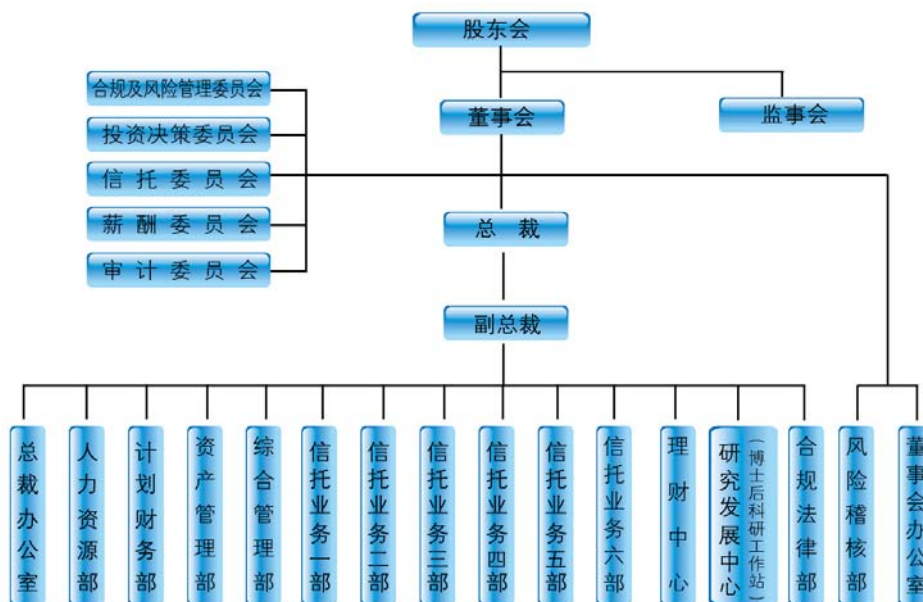 股东会
合规及风险管理委员会
董事会
监事会
投资决策委员会
信托委员会
薪酬委员会
总裁
审计委员会
副总裁
总裁办公室
人力资源部
计划财务部
资产管理部
综合管理部
信托业务一部
信托业务二部
信托业务三部
信托业务四部
信托业务五部
信托业务六部
理财中心
研究发展中心
（博士后科研工作站）
合规法律部
风险稽核部
董事会办公室